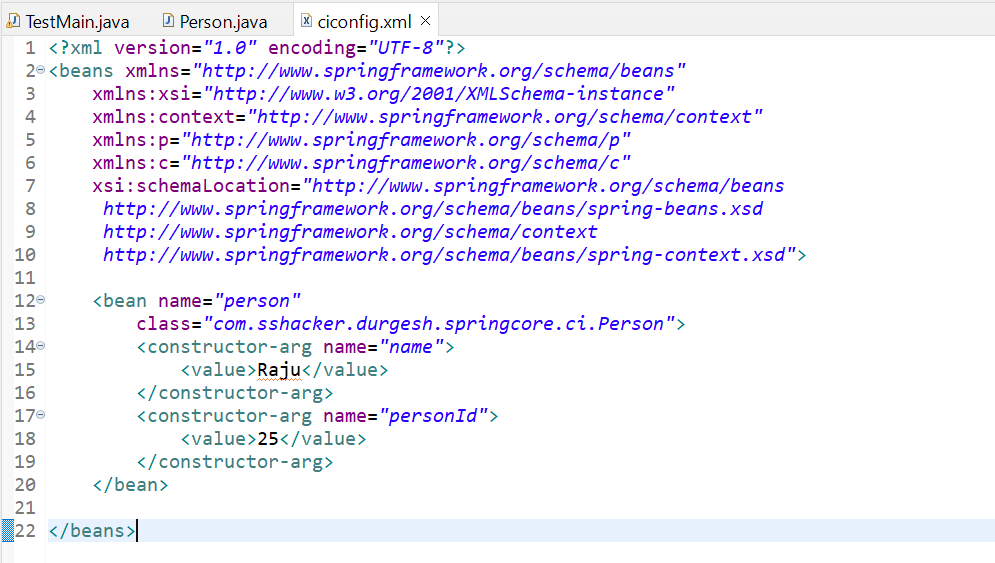 TestMain.java Person.java ciconfig.xml
1 <?xml version="1.0" encoding="UTF-8"?>
2 <beans xmlns="http://www.springframework.org/schema/beans"
3     xmlns:xsi="http://www.w3.org/2001/XMLSchema-instance"
4     xmlns:context="http://www.springframework.org/schema/context"
5     xmlns:p="http://www.springframework.org/schema/p"
6     xmlns:c="http://www.springframework.org/schema/c"
7     xsi:schemaLocation="http://www.springframework.org/schema/beans
8      http://www.springframework.org/schema/beans/spring-beans.xsd
9      http://www.springframework.org/schema/context
10      http://www.springframework.org/schema/beans/spring-context.xsd">
11
12     <bean name="person"
13         class="com.sshacker.durgesh.springcore.ci.Person">
14         <constructor-arg name="name">
15             <value>Raju</value>
16         </constructor-arg>
17         <constructor-arg name="personId">
18             <value>25</value>
19         </constructor-arg>
20     </bean>
21
22 </beans>